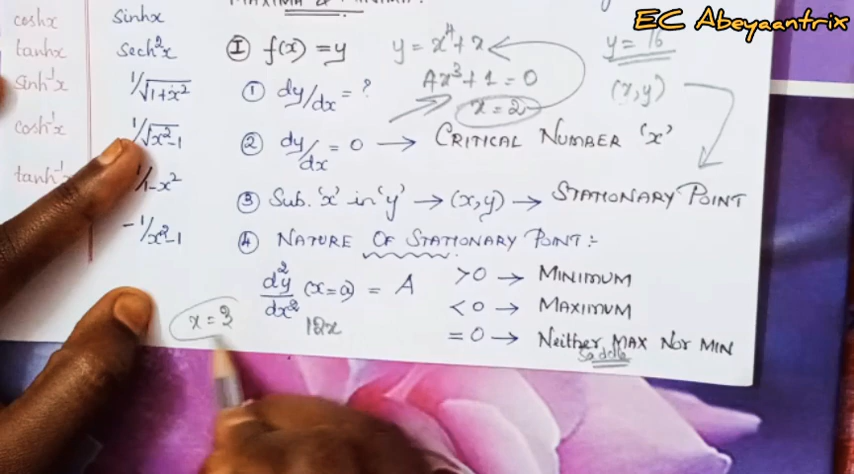 EC Abeyaantrix
coshx sinhx
tanhx sech²x
sinh⁻¹x 1/√1+x²
cosh⁻¹x 1/√x²-1
tanh⁻¹x 1/1-x²
-1/x²-1
MAXIMA & MINIMA:
I f(x) = y y = x⁴+x y = 16
4x³+1 = 0 (x,y)
① dy/dx = ? x = 2
② dy/dx = 0 → CRITICAL NUMBER 'x'
③ Sub. 'x' in 'y' → (x,y) → STATIONARY POINT
④ NATURE OF STATIONARY POINT:-
d²y/dx² (x=a) = A >0 → MINIMUM
<0 → MAXIMUM
=0 → Neither MAX Nor MIN
Saddle
12x
x = 3